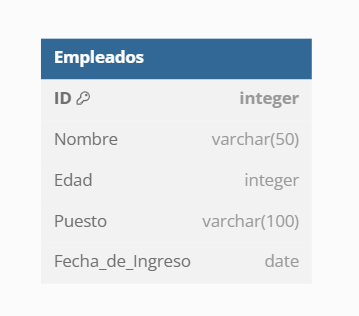 Empleados
ID integer
Nombre varchar(50)
Edad integer
Puesto varchar(100)
Fecha_de_Ingreso date